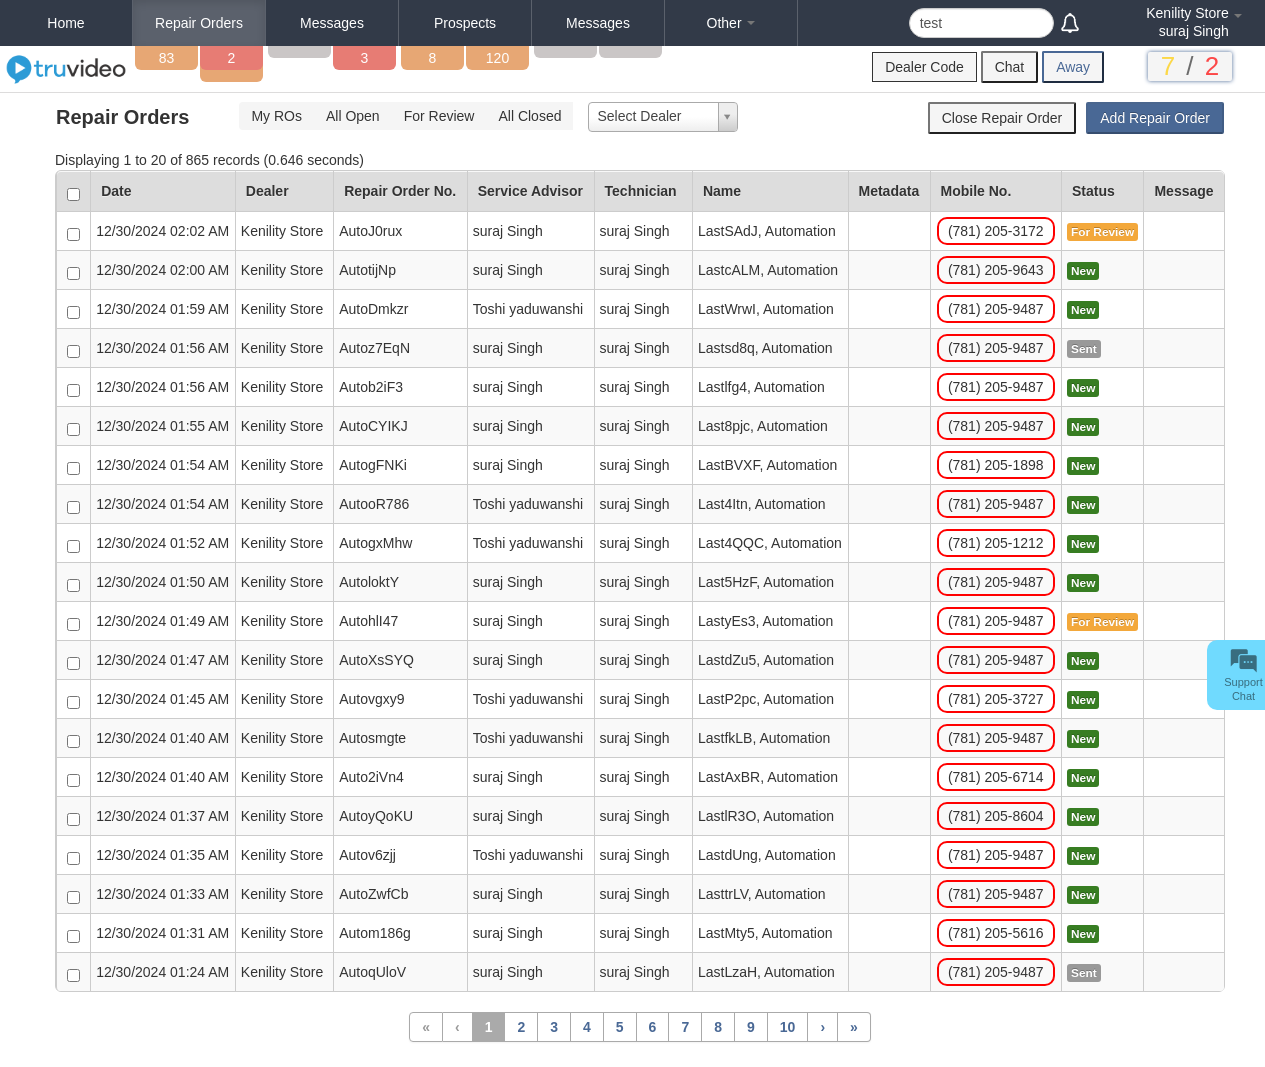 Home Repair Orders Messages Prospects Messages Other test Kenility Store
suraj Singh
truvideo 83 2 3 8 120 Dealer Code Chat Away 7 / 2
Repair Orders My ROs All Open For Review All Closed Select Dealer Close Repair Order Add Repair Order
Displaying 1 to 20 of 865 records (0.646 seconds)
Date Dealer Repair Order No. Service Advisor Technician Name Metadata Mobile No. Status Message
12/30/2024 02:02 AM Kenility Store AutoJ0rux suraj Singh suraj Singh LastSAdJ, Automation (781) 205-3172 For Review
12/30/2024 02:00 AM Kenility Store AutotijNp suraj Singh suraj Singh LastcALM, Automation (781) 205-9643 New
12/30/2024 01:59 AM Kenility Store AutoDmkzr Toshi yaduwanshi suraj Singh LastWrwI, Automation (781) 205-9487 New
12/30/2024 01:56 AM Kenility Store Autoz7EqN suraj Singh suraj Singh Lastsd8q, Automation (781) 205-9487 Sent
12/30/2024 01:56 AM Kenility Store Autob2iF3 suraj Singh suraj Singh Lastlfg4, Automation (781) 205-9487 New
12/30/2024 01:55 AM Kenility Store AutoCYIKJ suraj Singh suraj Singh Last8pjc, Automation (781) 205-9487 New
12/30/2024 01:54 AM Kenility Store AutogFNKi suraj Singh suraj Singh LastBVXF, Automation (781) 205-1898 New
12/30/2024 01:54 AM Kenility Store AutooR786 Toshi yaduwanshi suraj Singh Last4Itn, Automation (781) 205-9487 New
12/30/2024 01:52 AM Kenility Store AutogxMhw Toshi yaduwanshi suraj Singh Last4QQC, Automation (781) 205-1212 New
12/30/2024 01:50 AM Kenility Store AutoloktY suraj Singh suraj Singh Last5HzF, Automation (781) 205-9487 New
12/30/2024 01:49 AM Kenility Store AutohlI47 suraj Singh suraj Singh LastyEs3, Automation (781) 205-9487 For Review
12/30/2024 01:47 AM Kenility Store AutoXsSYQ suraj Singh suraj Singh LastdZu5, Automation (781) 205-9487 New
12/30/2024 01:45 AM Kenility Store Autovgxy9 Toshi yaduwanshi suraj Singh LastP2pc, Automation (781) 205-3727 New
12/30/2024 01:40 AM Kenility Store Autosmgte Toshi yaduwanshi suraj Singh LastfkLB, Automation (781) 205-9487 New
12/30/2024 01:40 AM Kenility Store Auto2iVn4 suraj Singh suraj Singh LastAxBR, Automation (781) 205-6714 New
12/30/2024 01:37 AM Kenility Store AutoyQoKU suraj Singh suraj Singh LastlR3O, Automation (781) 205-8604 New
12/30/2024 01:35 AM Kenility Store Autov6zjj Toshi yaduwanshi suraj Singh LastdUng, Automation (781) 205-9487 New
12/30/2024 01:33 AM Kenility Store AutoZwfCb suraj Singh suraj Singh LasttrLV, Automation (781) 205-9487 New
12/30/2024 01:31 AM Kenility Store Autom186g suraj Singh suraj Singh LastMty5, Automation (781) 205-5616 New
12/30/2024 01:24 AM Kenility Store AutoqUloV suraj Singh suraj Singh LastLzaH, Automation (781) 205-9487 Sent
Support
Chat
« ‹ 1 2 3 4 5 6 7 8 9 10 › »